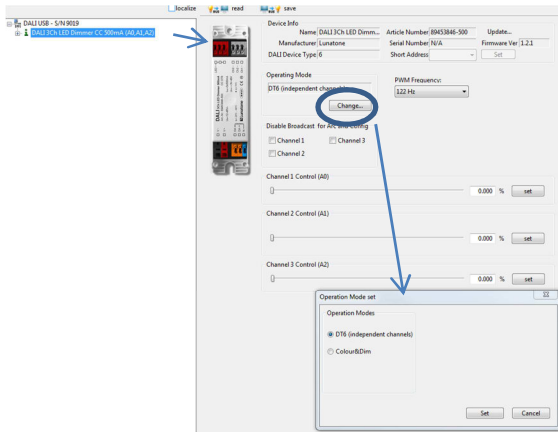 localize read save
DALI USB - S/N 9019
DALI 3Ch LED Dimmer CC 500mA (A0,A1,A2)
Device Info
Name DALI 3Ch LED Dimm... Article Number 89453846-500 Update...
Manufacturer Lunatone Serial Number N/A Firmware Ver 1.2.1
DALI Device Type 6 Short Address Set
Operating Mode
DT6 (independent channels)
Change...
PWM Frequency:
122 Hz
Disable Broadcast for Arc and Config
Channel 1 Channel 3
Channel 2
Channel 1 Control (A0)
0.000 % set
Channel 2 Control (A1)
0.000 % set
Channel 3 Control (A2)
0.000 % set
Operation Mode set
Operation Modes
DT6 (independent channels)
Colour&Dim
Set Cancel